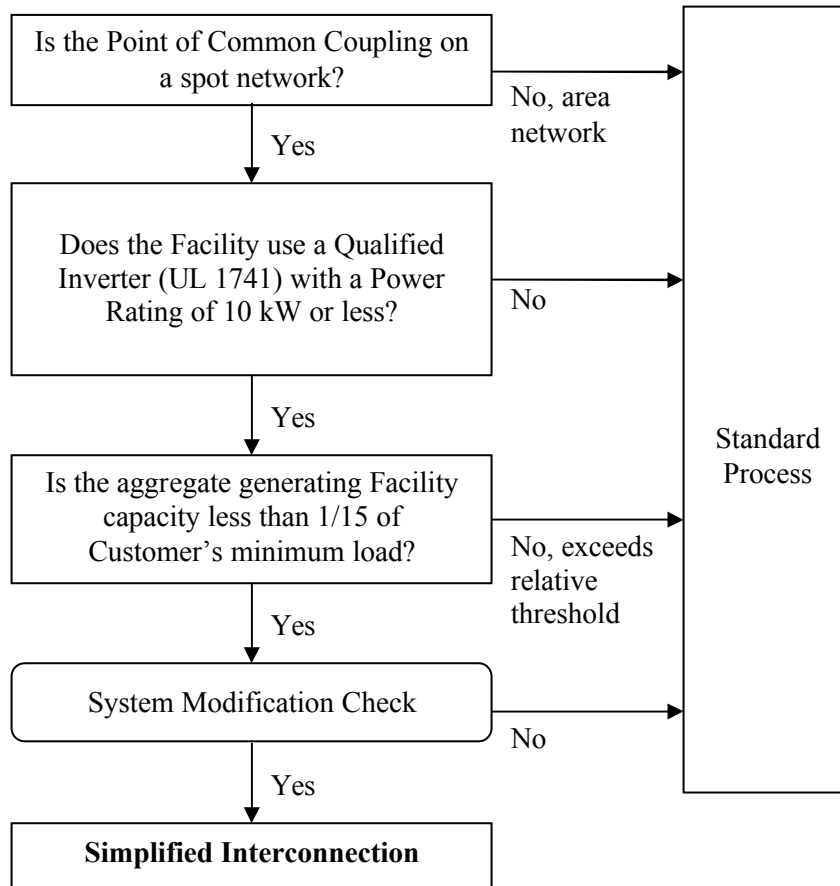 Is the Point of Common Coupling on
a spot network?
No, area
network
Yes
Does the Facility use a Qualified
Inverter (UL 1741) with a Power
Rating of 10 kW or less?
No
Yes
Is the aggregate generating Facility
capacity less than 1/15 of
Customer’s minimum load?
No, exceeds
relative
threshold
Yes
System Modification Check
No
Yes
Simplified Interconnection
Standard
Process